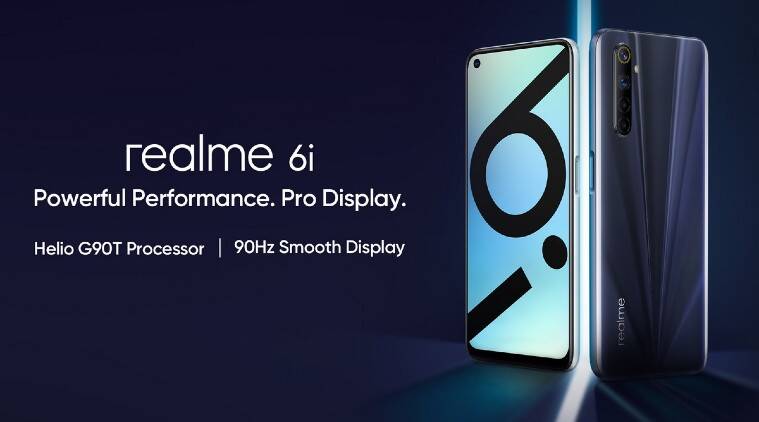 realme 6i
Powerful Performance. Pro Display.
Helio G90T Processor | 90Hz Smooth Display
6i
realme